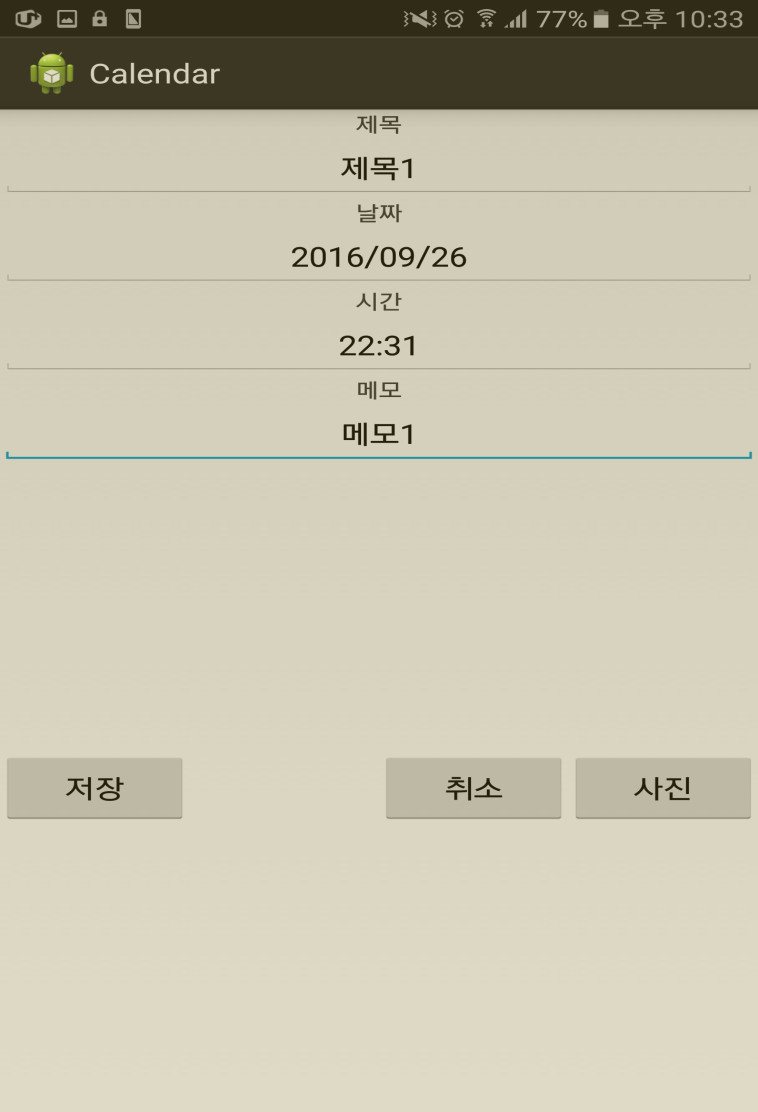 77% 오후 10:33
Calendar
제목
제목1
날짜
2016/09/26
시간
22:31
메모
메모1
저장 취소 사진